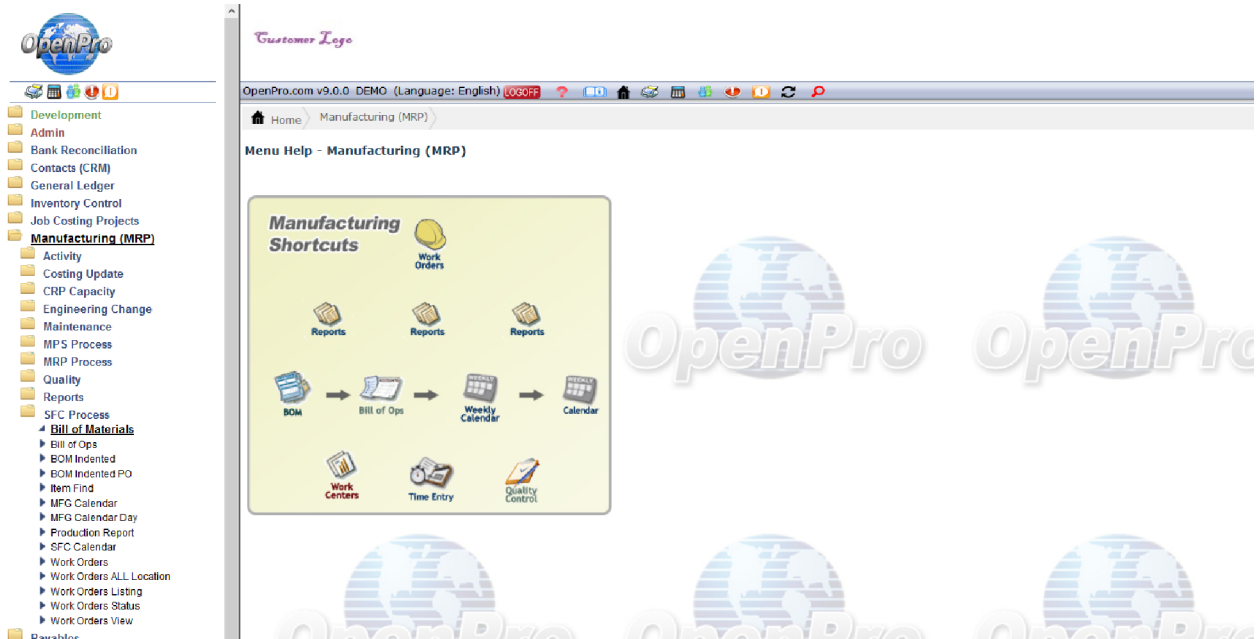 OpenPro
Development
Admin
Bank Reconciliation
Contacts (CRM)
General Ledger
Inventory Control
Job Costing Projects
Manufacturing (MRP)
Activity
Costing Update
CRP Capacity
Engineering Change
Maintenance
MPS Process
MRP Process
Quality
Reports
SFC Process
Bill of Materials
Bill of Ops
BOM Indented
BOM Indented PO
Item Find
MFG Calendar
MFG Calendar Day
Production Report
SFC Calendar
Work Orders
Work Orders ALL Location
Work Orders Listing
Work Orders Status
Work Orders View
Payables
Customer Logo
OpenPro.com v9.0.0 DEMO (Language: English) LOGOFF
Home Manufacturing (MRP)
Menu Help - Manufacturing (MRP)
Manufacturing
Shortcuts
Work
Orders
Reports Reports Reports
BOM Bill of Ops Weekly
Calendar Calendar
Work
Centers Time Entry Quality
Control
OpenPro OpenPro
OpenPro OpenPro OpenPro